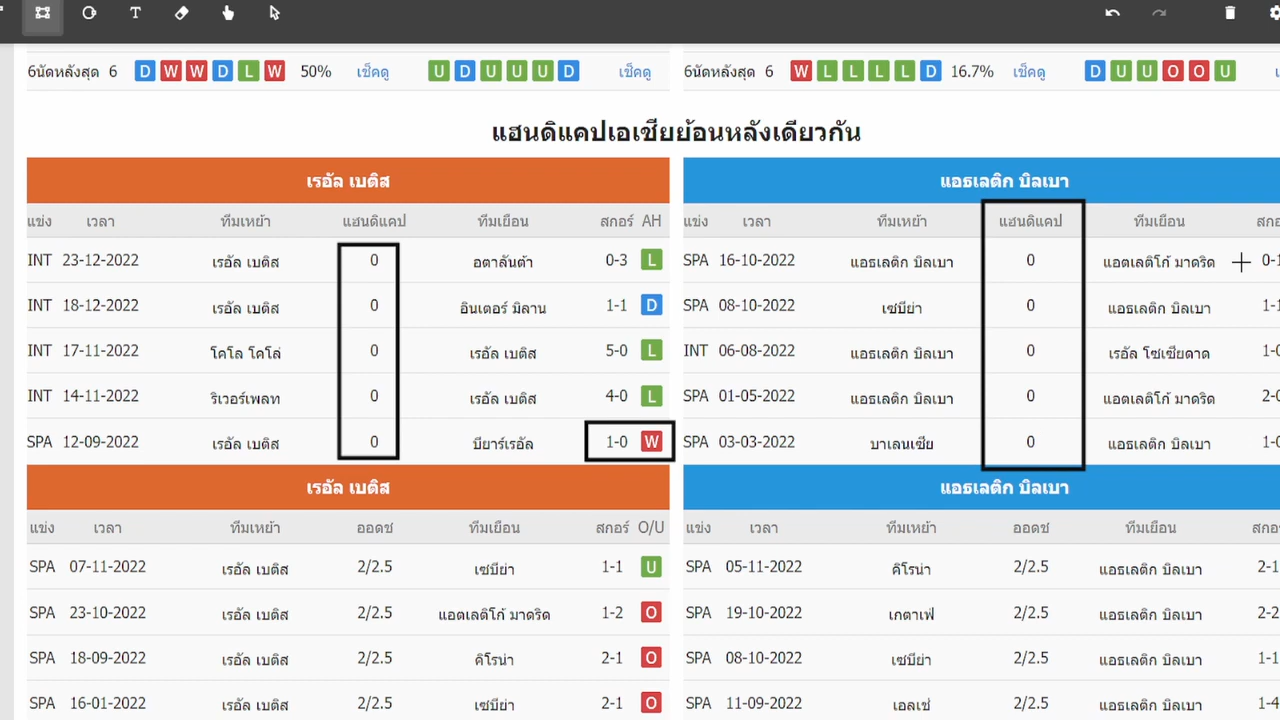 6นัดหลังสุด 6 D W W D L W 50% เช็คดู U D U U U D เช็คดู
6นัดหลังสุด 6 W L L L L D 16.7% เช็คดู D U U O O U
แฮนดิแคปเอเชียย้อนหลังเดียวกัน
เรอัล เบติส
แข่ง เวลา ทีมเหย้า แฮนดิแคป ทีมเยือน สกอร์ AH
INT 23-12-2022 เรอัล เบติส 0 อตาลันต้า 0-3 L
INT 18-12-2022 เรอัล เบติส 0 อินเตอร์ มิลาน 1-1 D
INT 17-11-2022 โคโล โคโล่ 0 เรอัล เบติส 5-0 L
INT 14-11-2022 ริเวอร์เพลท 0 เรอัล เบติส 4-0 L
SPA 12-09-2022 เรอัล เบติส 0 บียาร์เรอัล 1-0 W
แอธเลติก บิลเบา
แข่ง เวลา ทีมเหย้า แฮนดิแคป ทีมเยือน
SPA 16-10-2022 แอธเลติก บิลเบา 0 แอตเลติโก้ มาดริด
SPA 08-10-2022 เซบีย่า 0 แอธเลติก บิลเบา
INT 06-08-2022 แอธเลติก บิลเบา 0 เรอัล โซเซียดาด
SPA 01-05-2022 แอธเลติก บิลเบา 0 แอตเลติโก้ มาดริด
SPA 03-03-2022 บาเลนเซีย 0 แอธเลติก บิลเบา
เรอัล เบติส
แข่ง เวลา ทีมเหย้า ออดซ์ ทีมเยือน สกอร์ O/U
SPA 07-11-2022 เรอัล เบติส 2/2.5 เซบีย่า 1-1 U
SPA 23-10-2022 เรอัล เบติส 2/2.5 แอตเลติโก้ มาดริด 1-2 O
SPA 18-09-2022 เรอัล เบติส 2/2.5 คิโรน่า 2-1 O
SPA 16-01-2022 เรอัล เบติส 2/2.5 เซบีย่า 2-1 O
แอธเลติก บิลเบา
แข่ง เวลา ทีมเหย้า ออดซ์ ทีมเยือน
SPA 05-11-2022 คิโรน่า 2/2.5 แอธเลติก บิลเบา 2-1
SPA 19-10-2022 เกตาเฟ่ 2/2.5 แอธเลติก บิลเบา 2-2
SPA 08-10-2022 เซบีย่า 2/2.5 แอธเลติก บิลเบา 1-1
SPA 11-09-2022 เอลเช่ 2/2.5 แอธเลติก บิลเบา 1-4